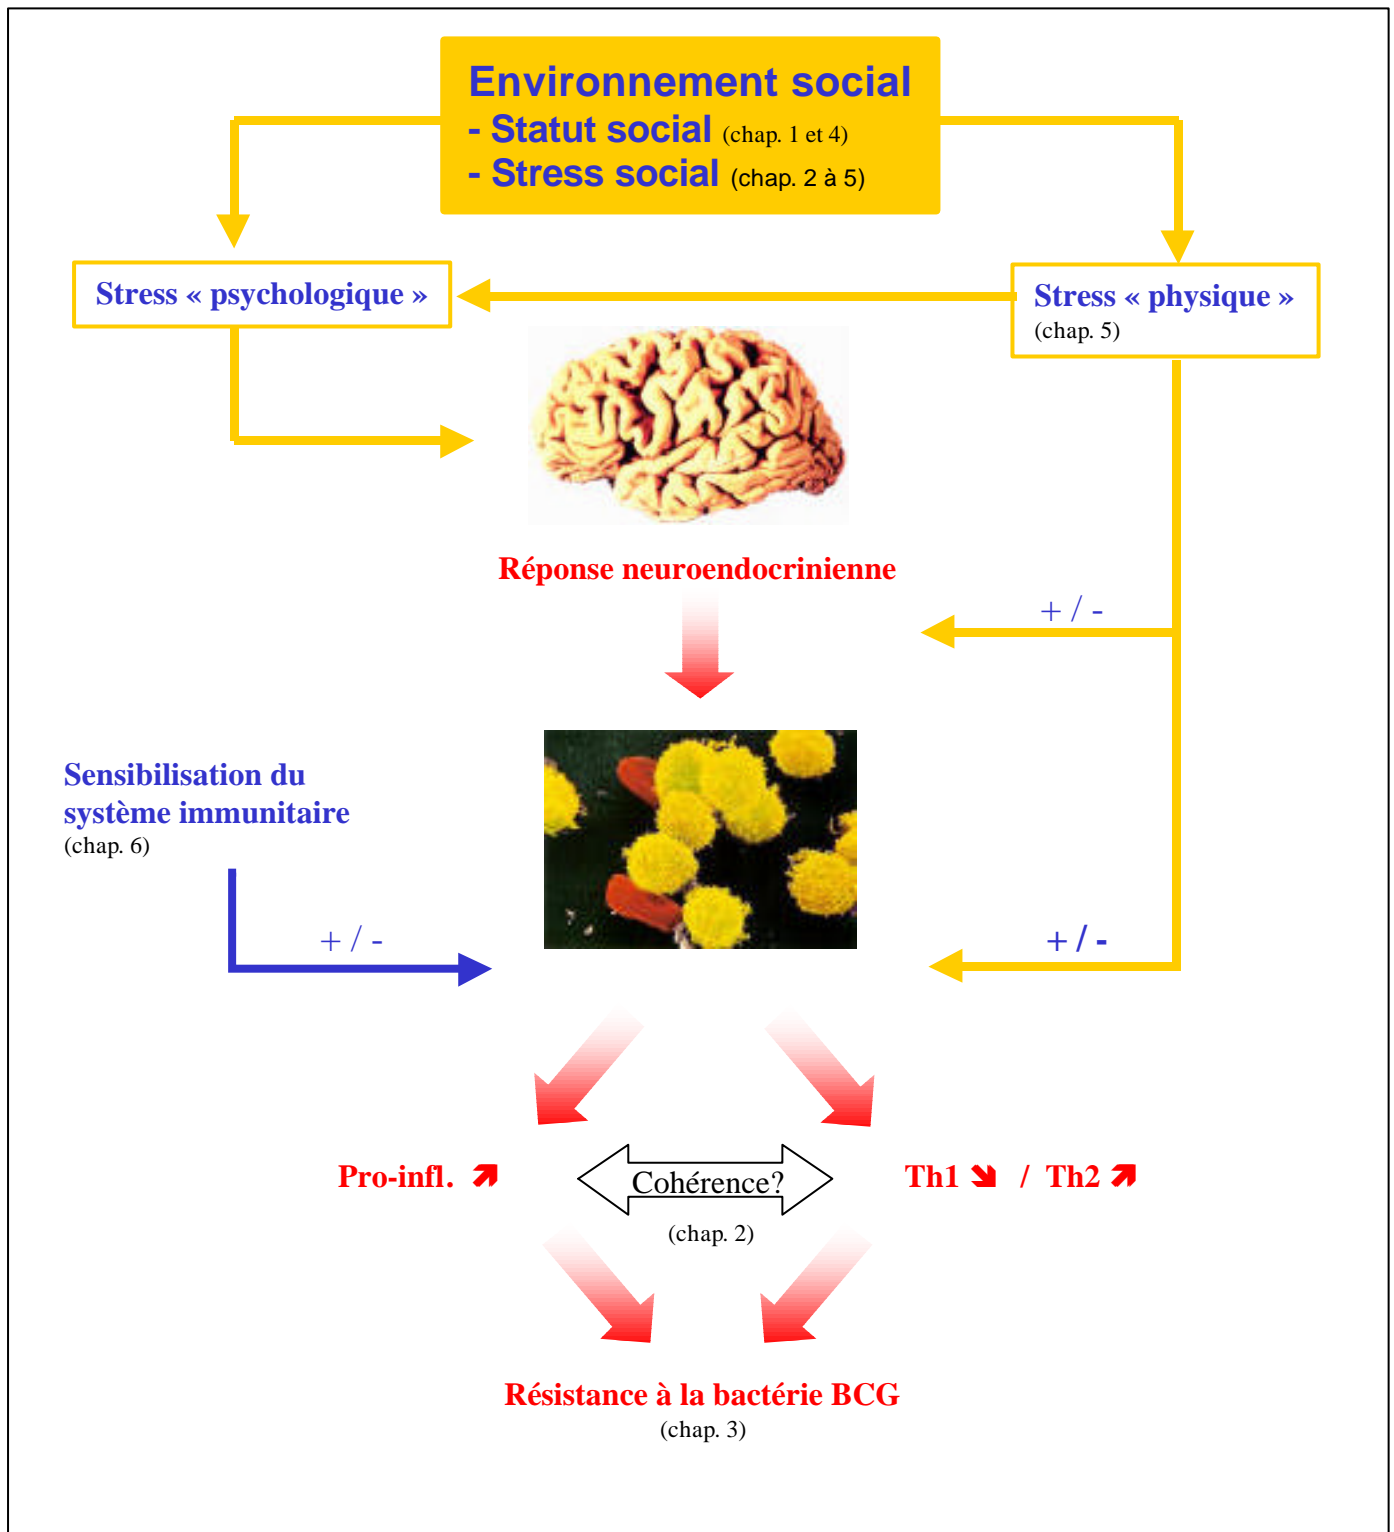 Environnement social
- Statut social (chap. 1 et 4)
- Stress social (chap. 2 à 5)
Stress « psychologique »
Stress « physique »
(chap. 5)
Réponse neuroendocrinienne
+ / -
Sensibilisation du
système immunitaire
(chap. 6)
+ / -
+ / -
Pro-infl. ➚
Cohérence?
(chap. 2)
Th1 ➘ / Th2 ➚
Résistance à la bactérie BCG
(chap. 3)